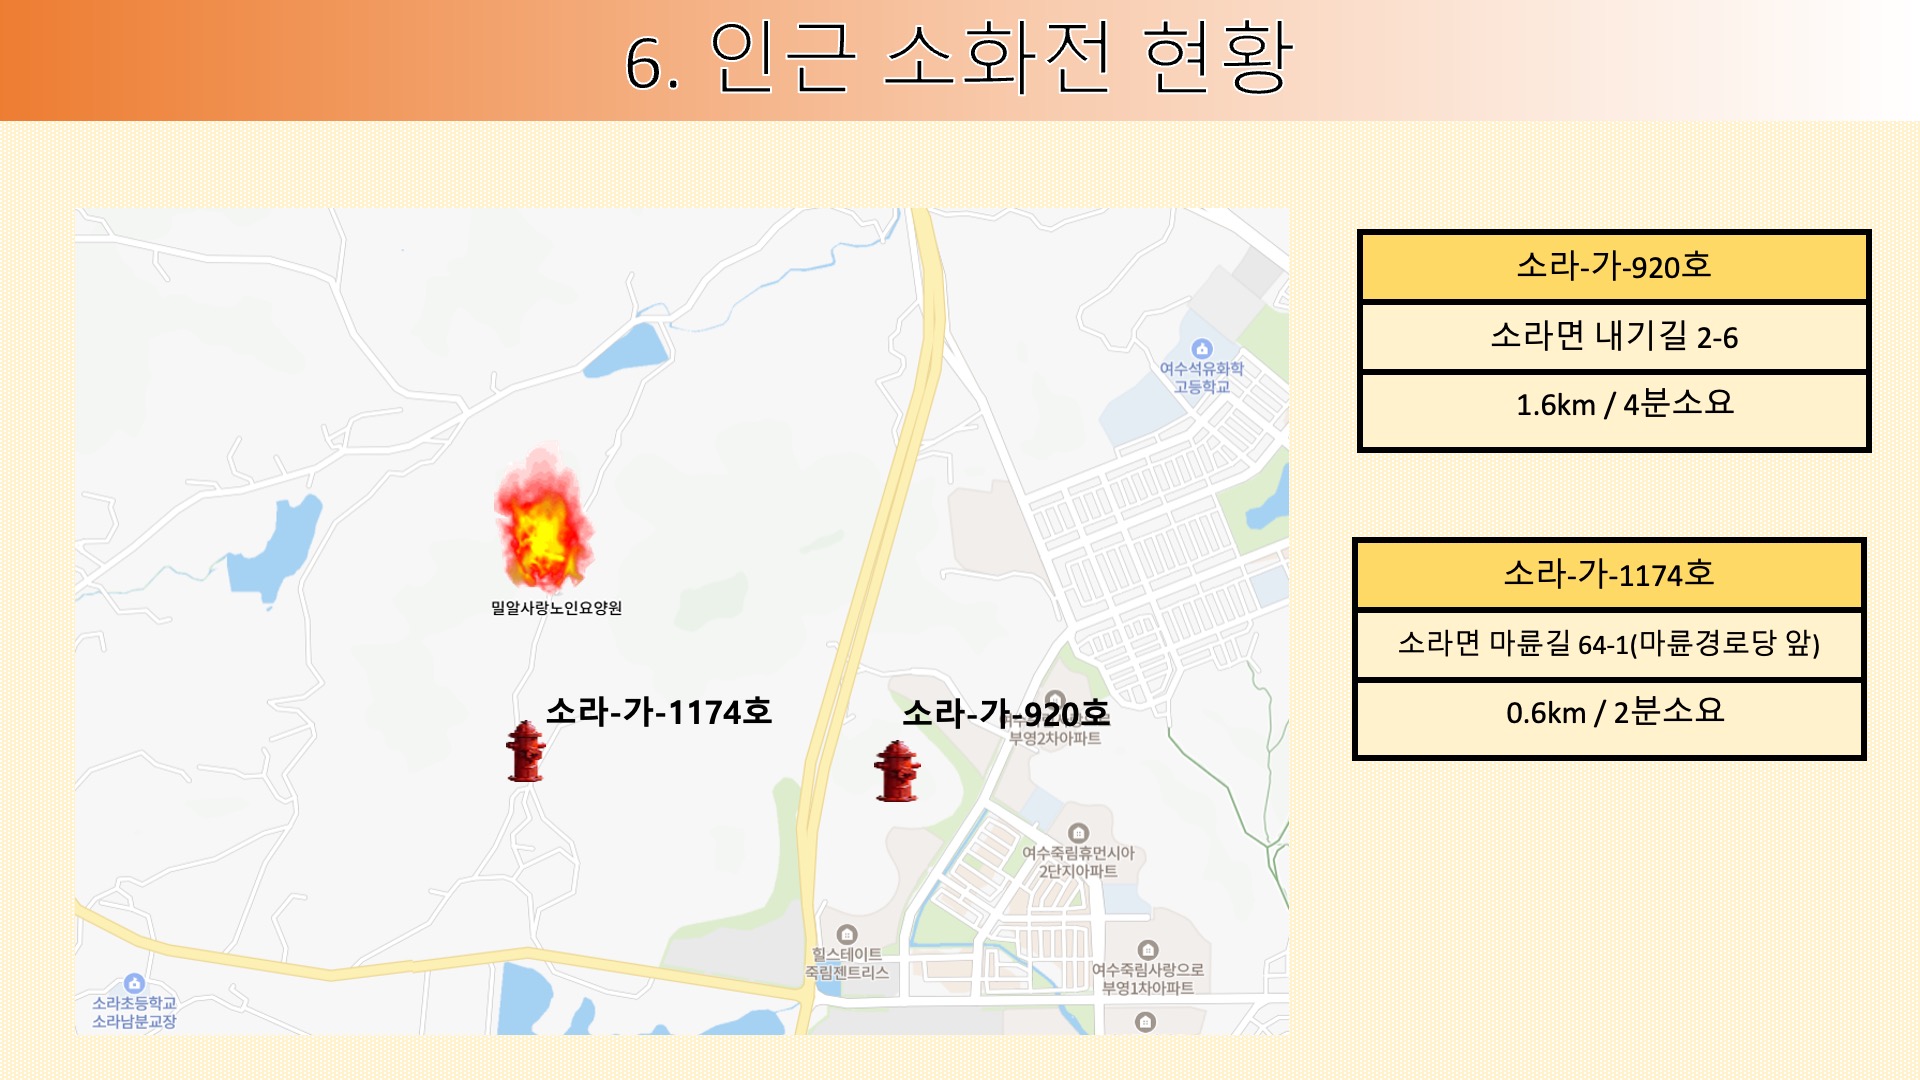 6. 인근 소화전 현황
여수석유화학
고등학교
밀알사랑노인요양원
소라-가-1174호
소라-가-920호
부영2차아파트
여수죽림휴먼시아
2단지아파트
힐스테이트
죽림젠트리스
여수죽림사랑으로
부영1차아파트
소라초등학교
소라남분교장
소라-가-920호
소라면 내기길 2-6
1.6km / 4분소요
소라-가-1174호
소라면 마륜길 64-1(마륜경로당 앞)
0.6km / 2분소요